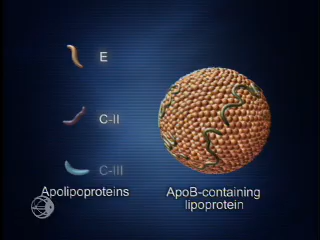 E
C-II
C-III
Apolipoproteins
ApoB-containing
lipoprotein